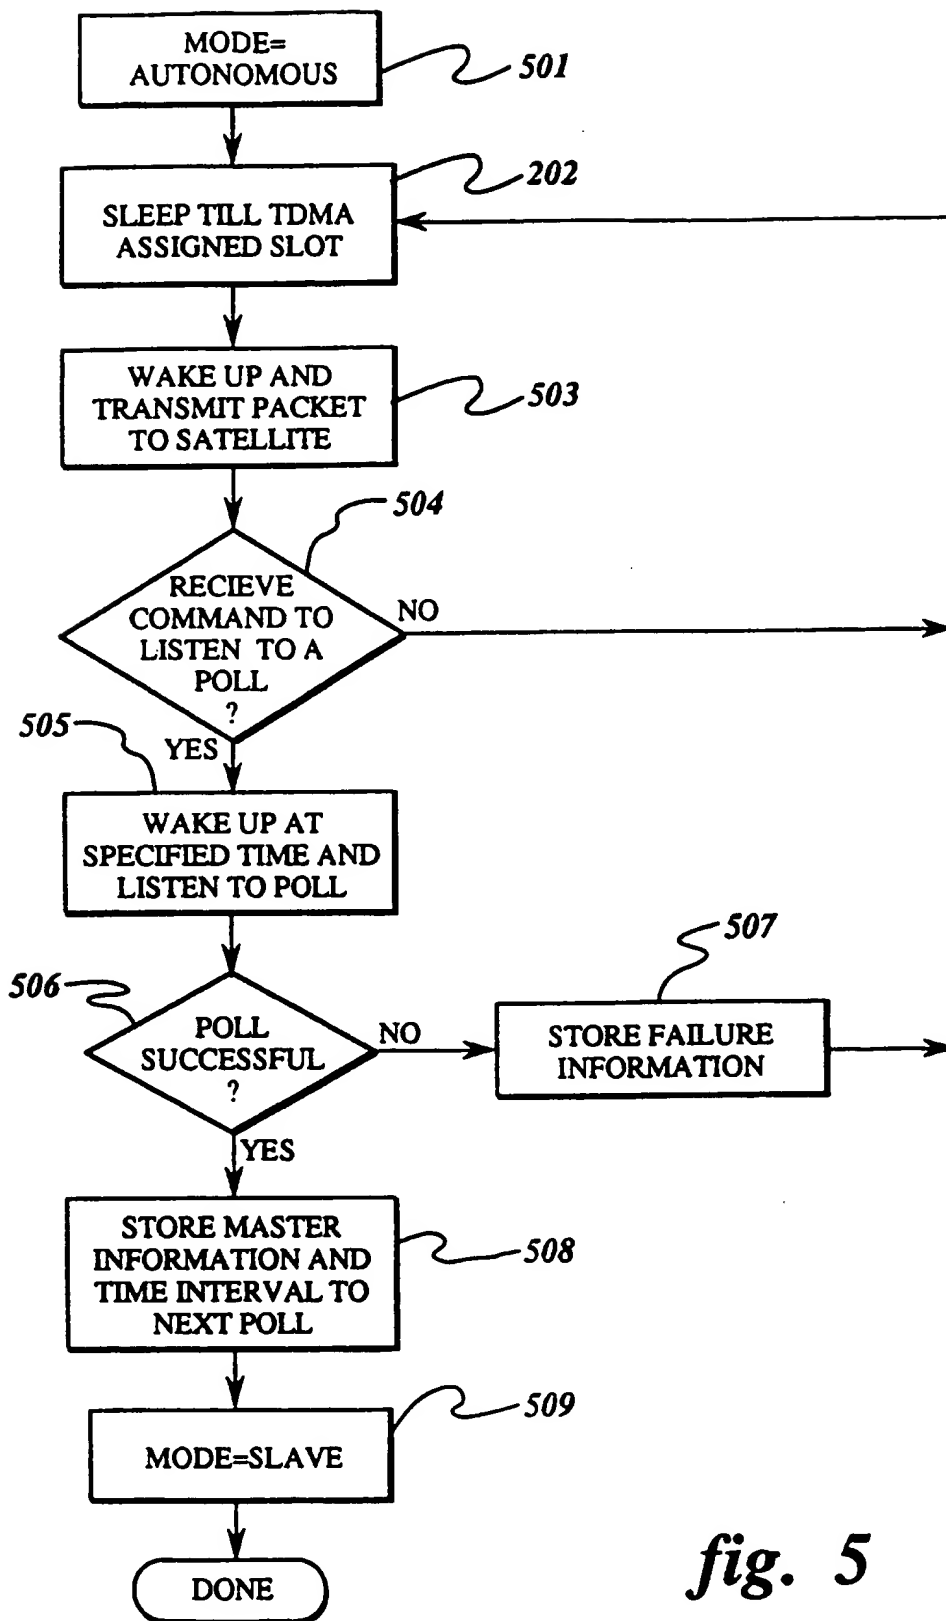 MODE=
AUTONOMOUS
501
202
SLEEP TILL TDMA
ASSIGNED SLOT
WAKE UP AND
TRANSMIT PACKET
TO SATELLITE
503
504
RECIEVE
COMMAND TO
LISTEN TO A
POLL
?
NO
505
YES
WAKE UP AT
SPECIFIED TIME AND
LISTEN TO POLL
506
POLL
SUCCESSFUL
?
NO
507
STORE FAILURE
INFORMATION
YES
STORE MASTER
INFORMATION AND
TIME INTERVAL TO
NEXT POLL
508
509
MODE=SLAVE
DONE
fig. 5